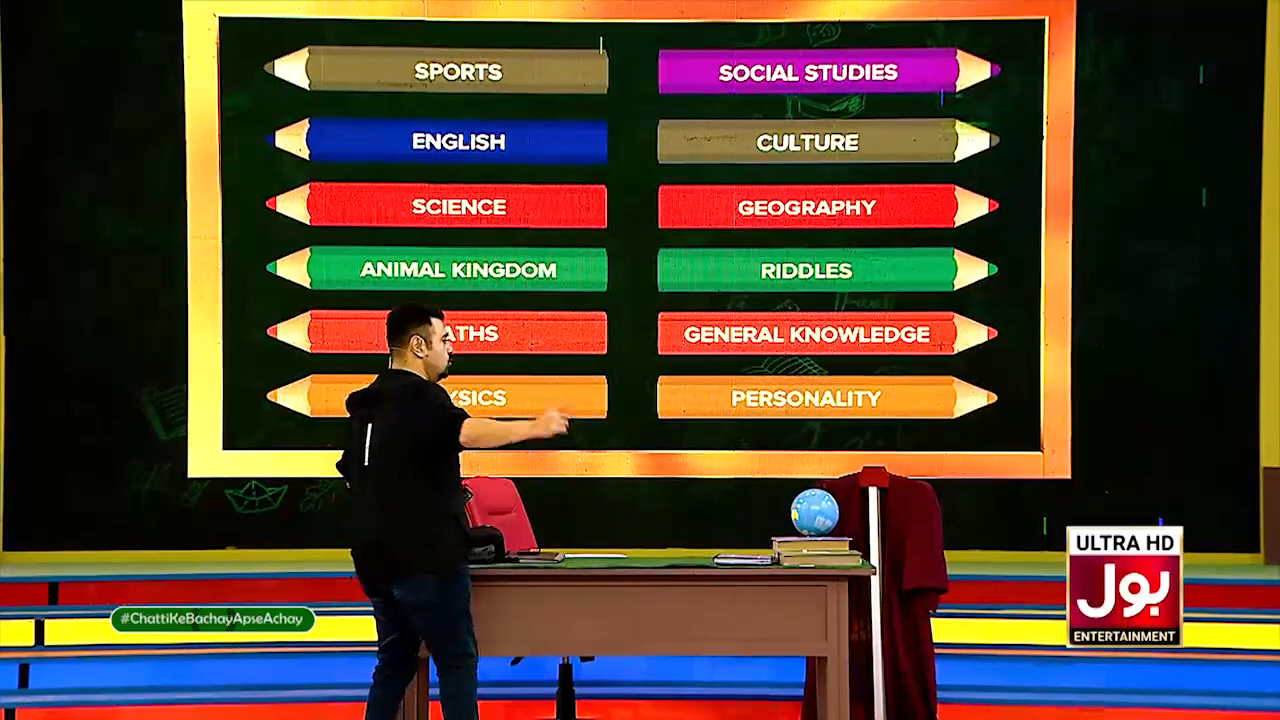 SPORTS
SOCIAL STUDIES
ENGLISH
CULTURE
SCIENCE
GEOGRAPHY
ANIMAL KINGDOM
RIDDLES
ATHS
GENERAL KNOWLEDGE
YSICS
PERSONALITY
#ChattiKeBachayApseAchay
ULTRA HD
بول
ENTERTAINMENT